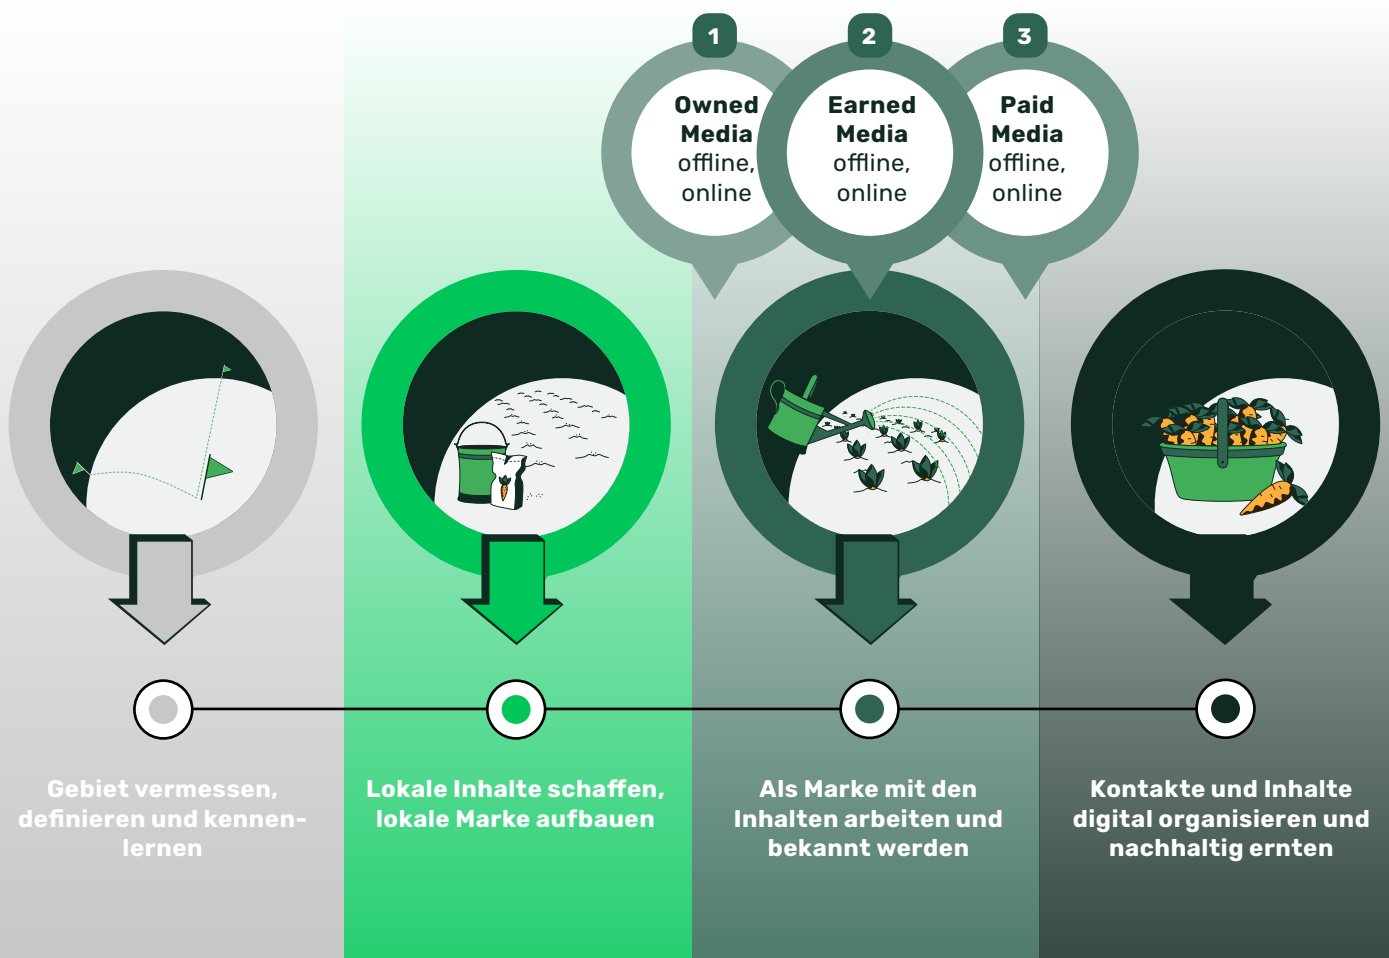 1
Owned
Media
offline,
online
2
Earned
Media
offline,
online
3
Paid
Media
offline,
online
Gebiet vermessen,
definieren und kennen-
lernen
Lokale Inhalte schaffen,
lokale Marke aufbauen
Als Marke mit den
Inhalten arbeiten und
bekannt werden
Kontakte und Inhalte
digital organisieren und
nachhaltig ernten